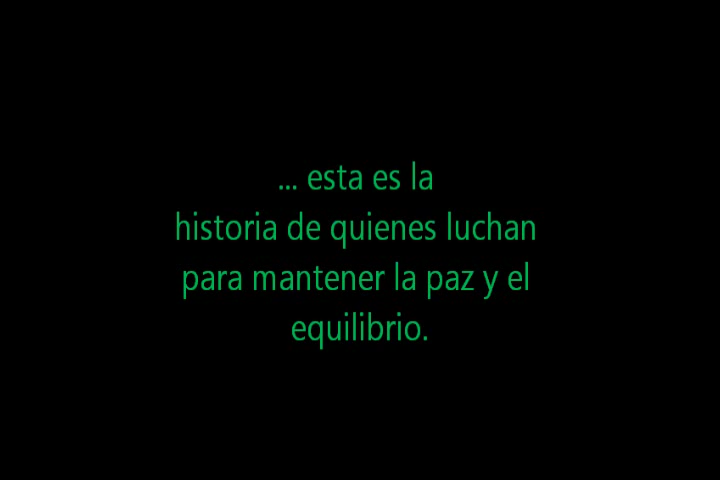 ... esta es la
historia de quienes luchan
para mantener la paz y el
equilibrio.